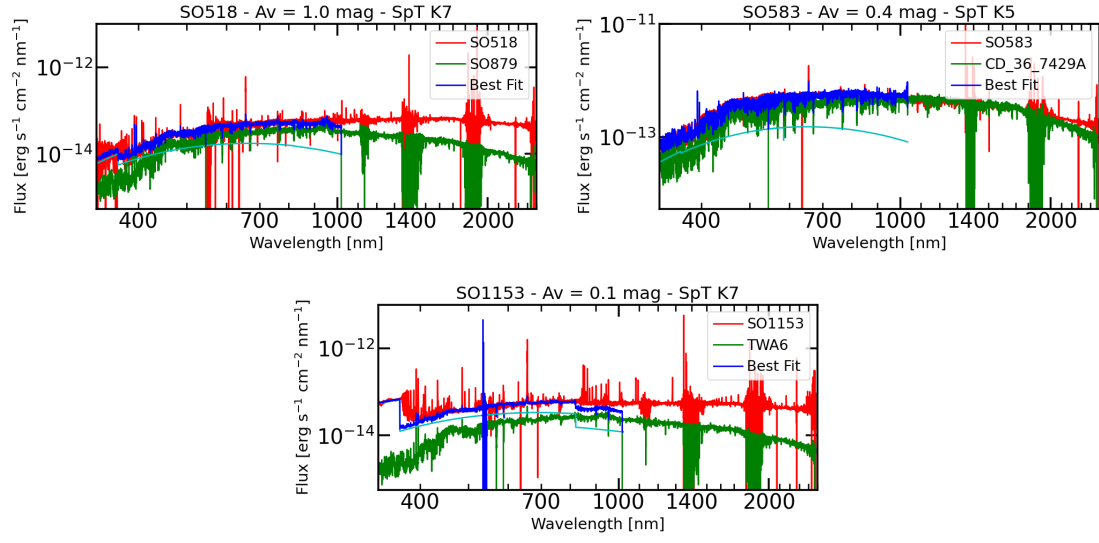 SO518 - Av = 1.0 mag - SpT K7
Flux [erg s⁻¹ cm⁻² nm⁻¹]
10⁻¹²
10⁻¹⁴
SO518
SO879
Best Fit
400 700 1000 1400 2000
Wavelength [nm]
SO583 - Av = 0.4 mag - SpT K5
Flux [erg s⁻¹ cm⁻² nm⁻¹]
10⁻¹¹
10⁻¹³
SO583
CD_36_7429A
Best Fit
400 700 1000 1400 2000
Wavelength [nm]
SO1153 - Av = 0.1 mag - SpT K7
Flux [erg s⁻¹ cm⁻² nm⁻¹]
10⁻¹²
10⁻¹⁴
SO1153
TWA6
Best Fit
400 700 1000 1400 2000
Wavelength [nm]